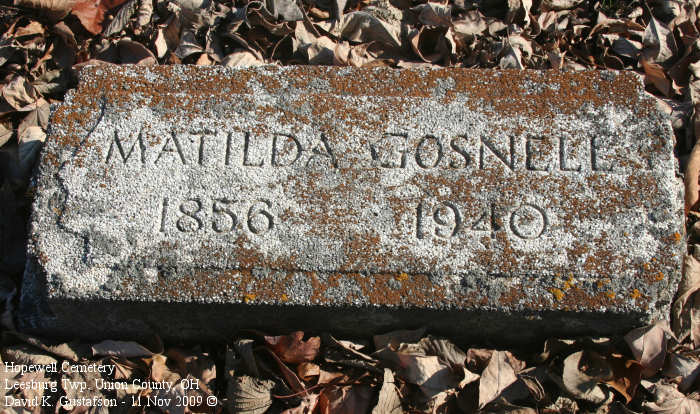 MATILDA GOSNELL
1856 1940
Hopewell Cemetery
Leesburg Twp. Union County, OH
David K. Gustafson - 11 Nov 2009 ©